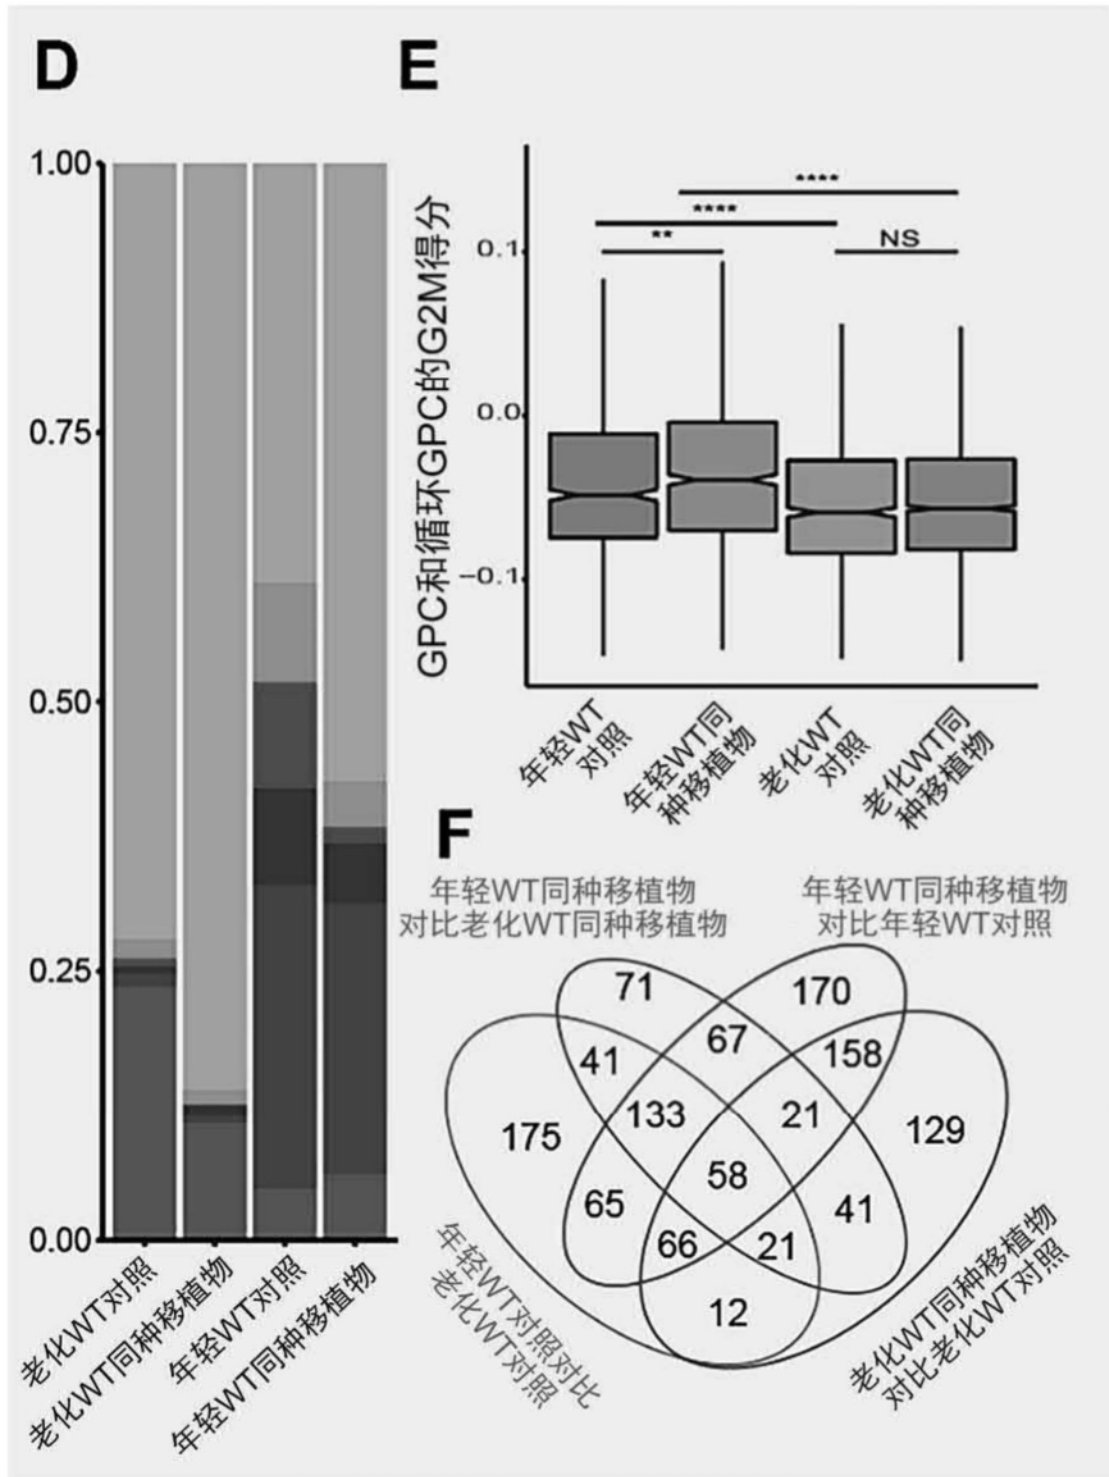 D
1.00
0.75
0.50
0.25
0.00
老化WT对照
老化WT同种移植物
年轻WT对照
年轻WT同种移植物
E
GPC和循环GPC的G2M得分
0.1
0.0
−0.1
****
****
**
NS
年轻WT
对照
年轻WT同
种移植物
老化WT
对照
老化WT同
种移植物
F
年轻WT同种移植物
对比老化WT同种移植物
年轻WT同种移植物
对比年轻WT对照
71
170
41
67
158
175
133
21
129
58
65
41
66
21
12
年轻WT对照对比
老化WT对照
老化WT同种移植物
对比老化WT对照